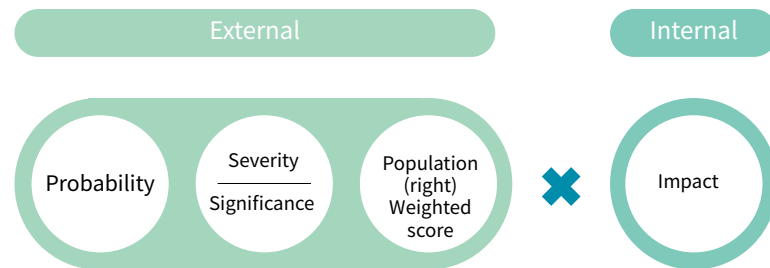 External
Internal
Probability
Severity
Significance
Population
(right)
Weighted
score
Impact